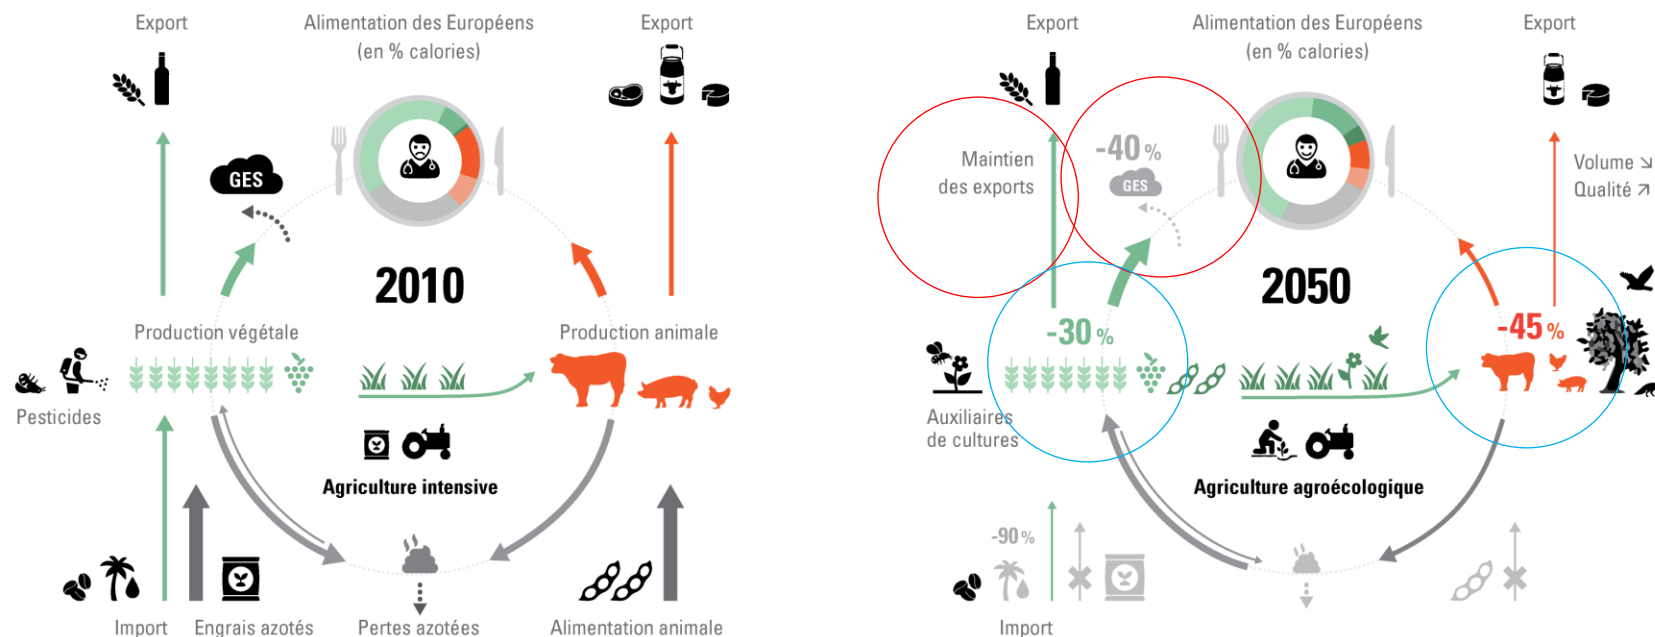 Export
Alimentation des Européens
(en % calories)
Export
GES
2010
Production végétale
Production animale
Pesticides
Agriculture intensive
Import
Engrais azotés
Pertes azotées
Alimentation animale
Export
Alimentation des Européens
(en % calories)
Export
Maintien
des exports
-40 %
GES
Volume ↘
Qualité ↗
2050
-30 %
-45 %
Auxiliaires
de cultures
Agriculture agroécologique
-90 %
Import